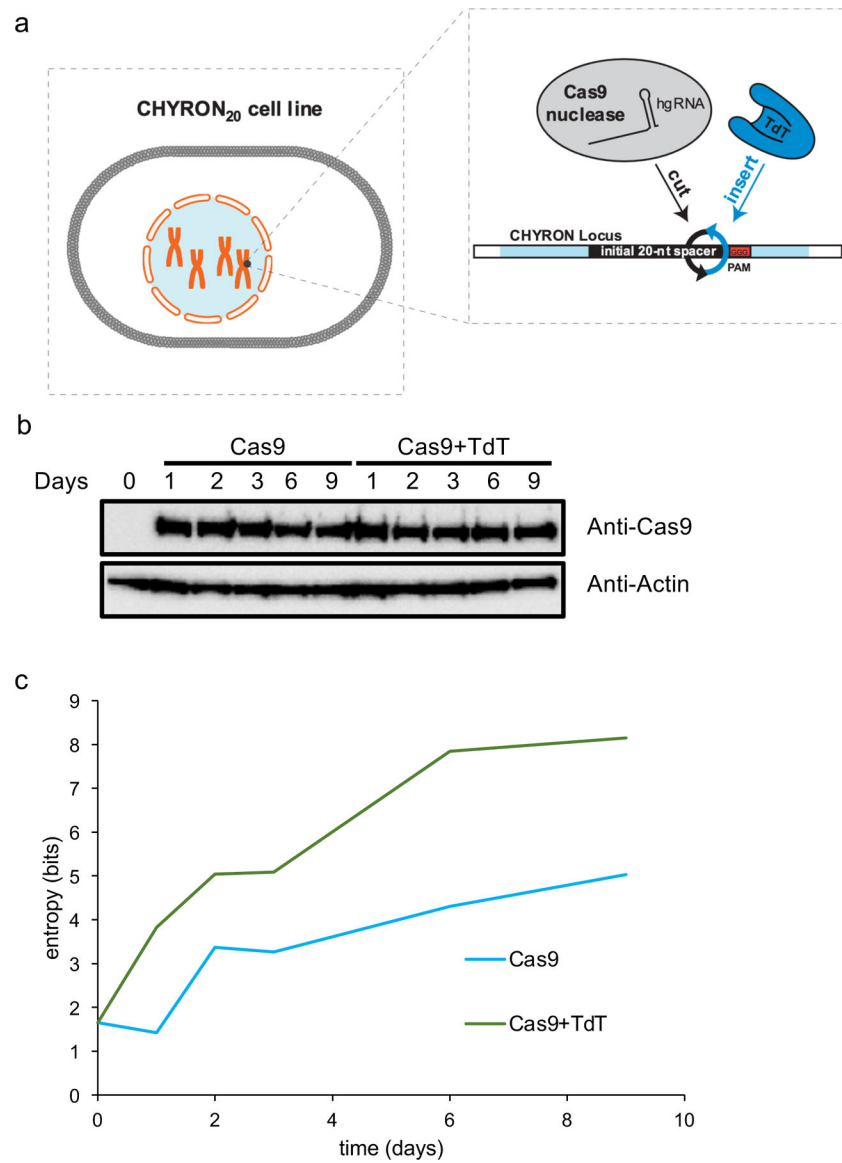 a
CHYRON20 cell line
Cas9
nuclease
hgRNA
TdT
cut
insert
CHYRON Locus
initial 20-nt spacer
PAM
b
Cas9 Cas9+TdT
Days 0 1 2 3 6 9 1 2 3 6 9
Anti-Cas9
Anti-Actin
c
9
8
7
6
5
4
3
2
1
0
entropy (bits)
Cas9
Cas9+TdT
0 2 4 6 8 10
time (days)